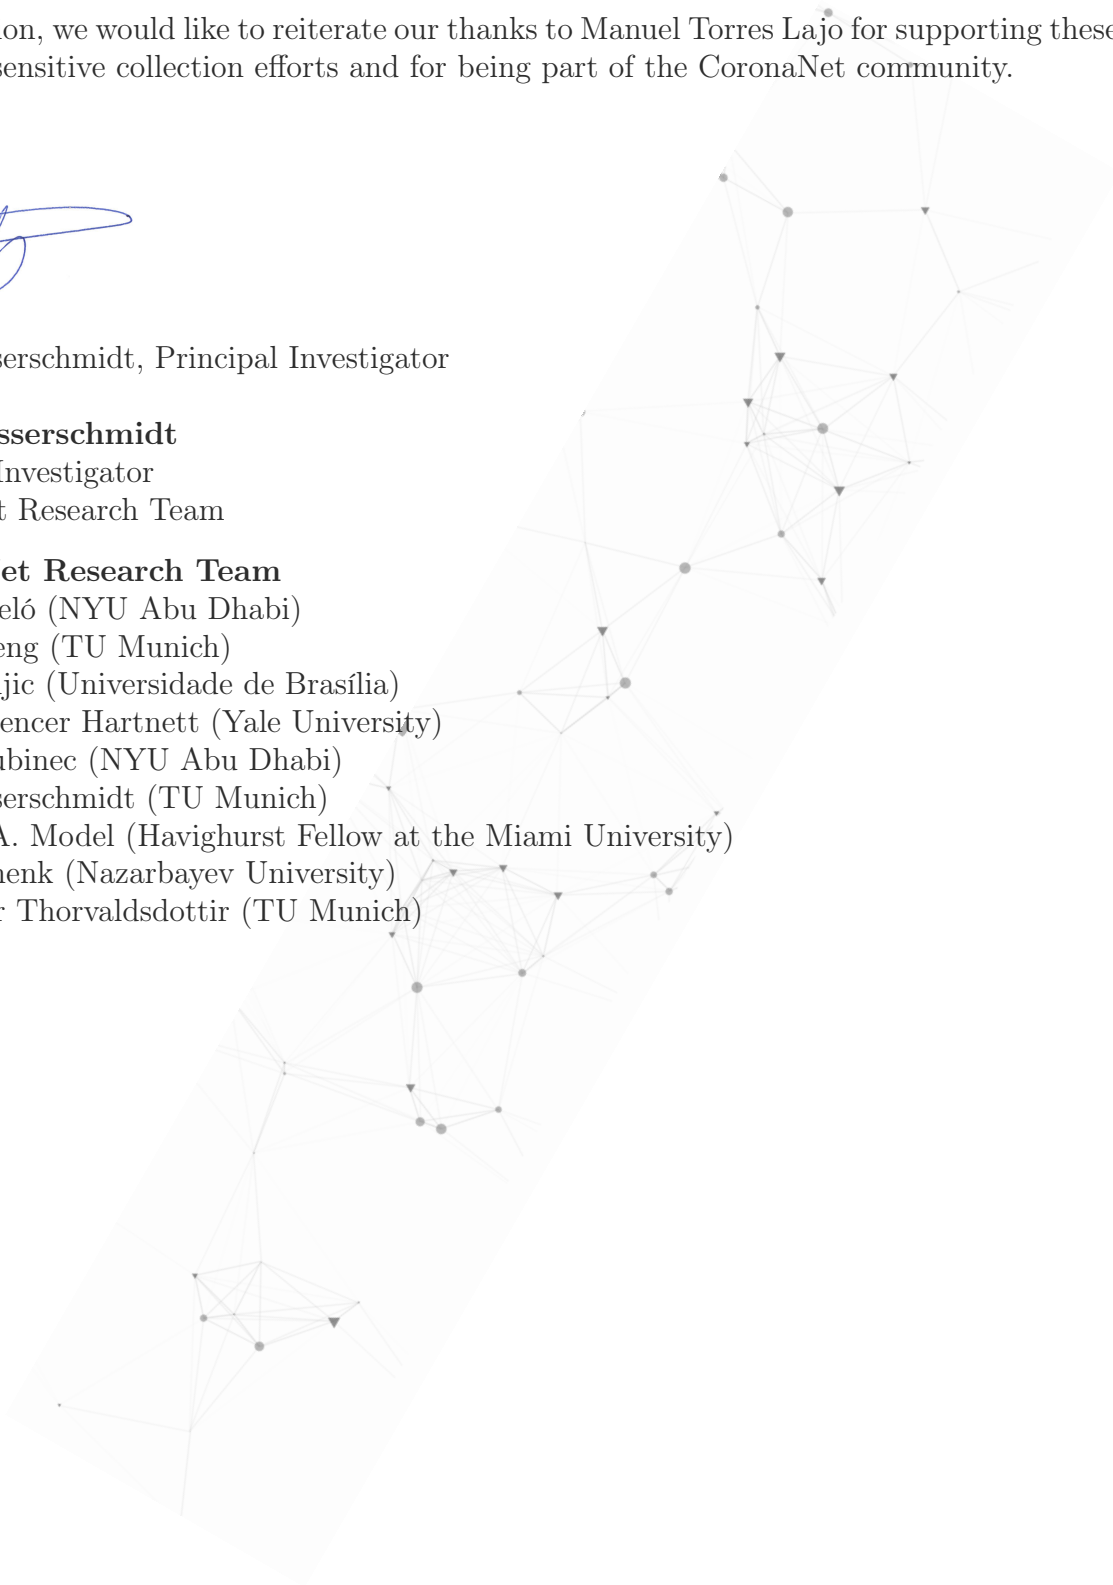 ion, we would like to reiterate our thanks to Manuel Torres Lajo for supporting these
sensitive collection efforts and for being part of the CoronaNet community.
serschmidt, Principal Investigator
sserschmidt
Investigator
t Research Team
et Research Team
eló (NYU Abu Dhabi)
eng (TU Munich)
jic (Universidade de Brasília)
encer Hartnett (Yale University)
ubinec (NYU Abu Dhabi)
serschmidt (TU Munich)
A. Model (Havighurst Fellow at the Miami University)
henk (Nazarbayev University)
r Thorvaldsdottir (TU Munich)